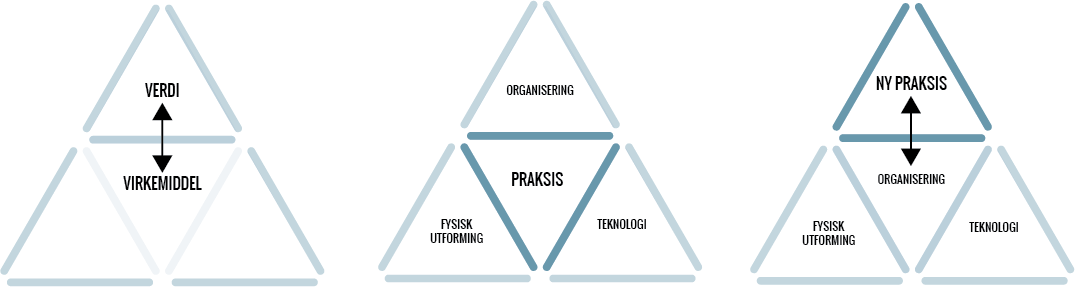 VERDI
VIRKEMIDDEL
ORGANISERING
PRAKSIS
FYSISK
UTFORMING
TEKNOLOGI
NY PRAKSIS
ORGANISERING
FYSISK
UTFORMING
TEKNOLOGI